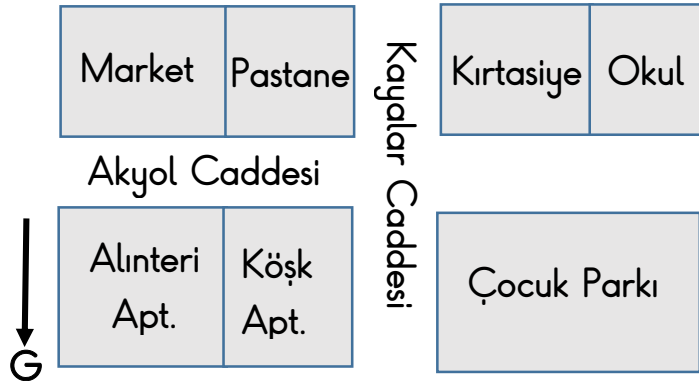 Market
Pastane
Kırtasiye
Okul
Kayalar Caddesi
Akyol Caddesi
Alınteri
Apt.
Köşk
Apt.
Çocuk Parkı
G